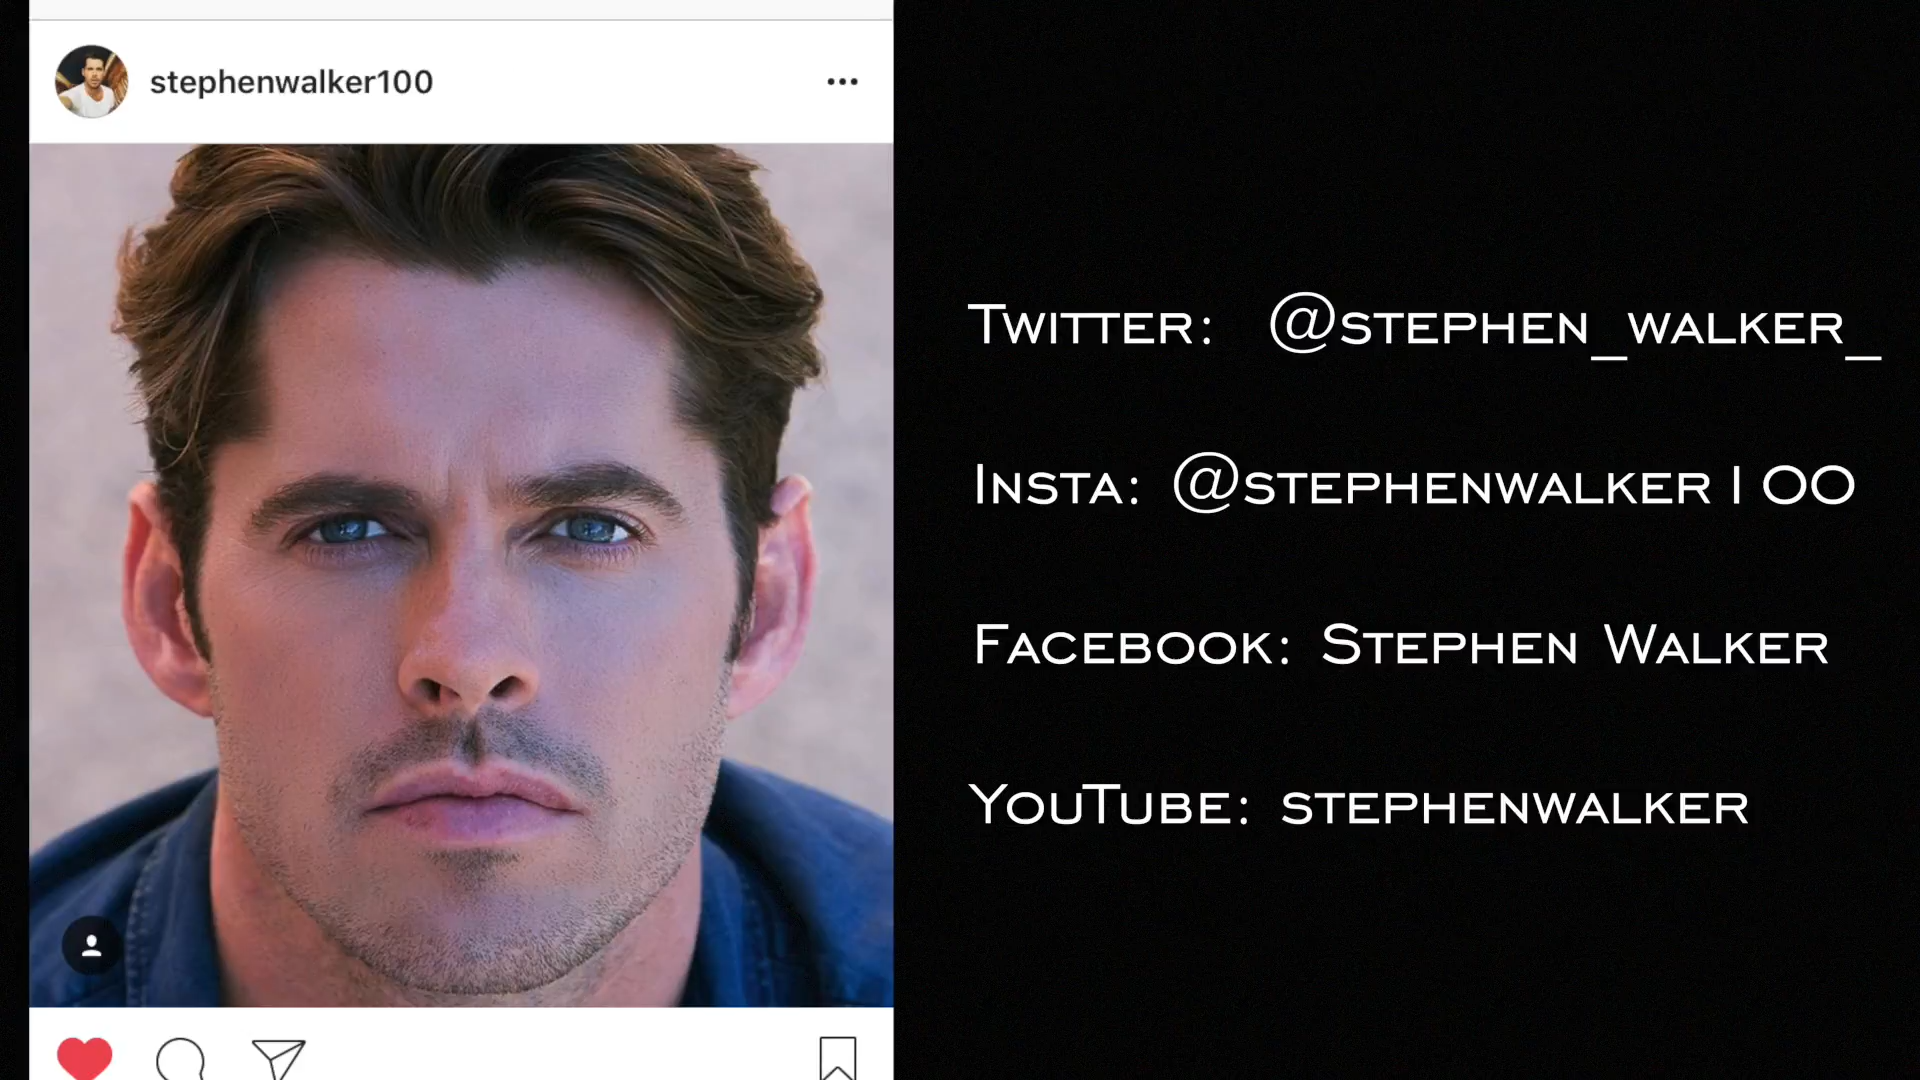 stephenwalker100
Twitter: @stephen_walker_
Insta: @stephenwalker100
Facebook: Stephen Walker
YouTube: stephenwalker